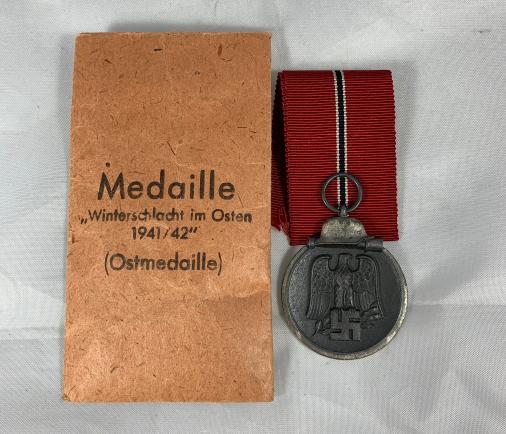 Medaille
„Winterschlacht im Osten
1941/42"
(Ostmedaille)